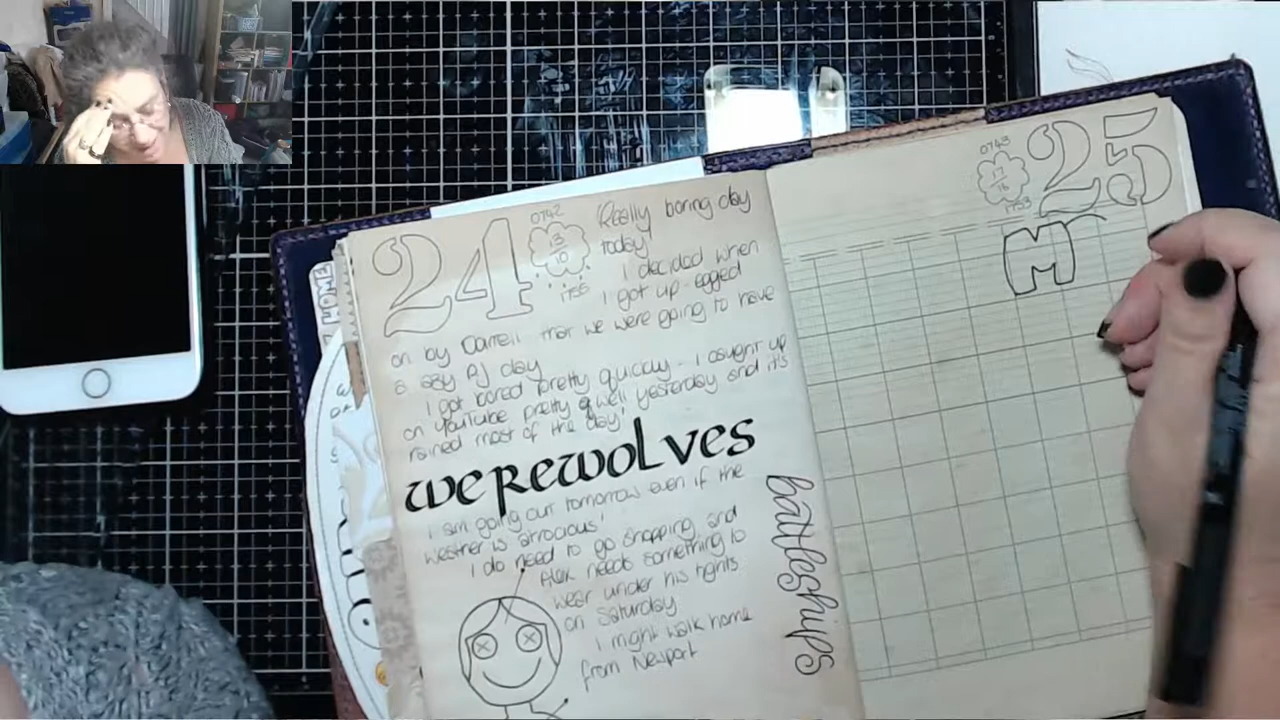 24
0742
13
10
1755
Really boring day
today!
I decided when
I got up - egged
on by Darrell that we were going to have
a easy PJ day
I got bored pretty quickly - I caught up
on YouTube pretty well yesterday and it's
rained most of the day!
werewolves
I am going out tomorrow even if the
weather is atrocious!
I do need to go shopping and
Alex needs something to
wear under his tights
on Saturday
I might walk home
from Newport
battleships
0743
17
16
1753
25
M
HOME